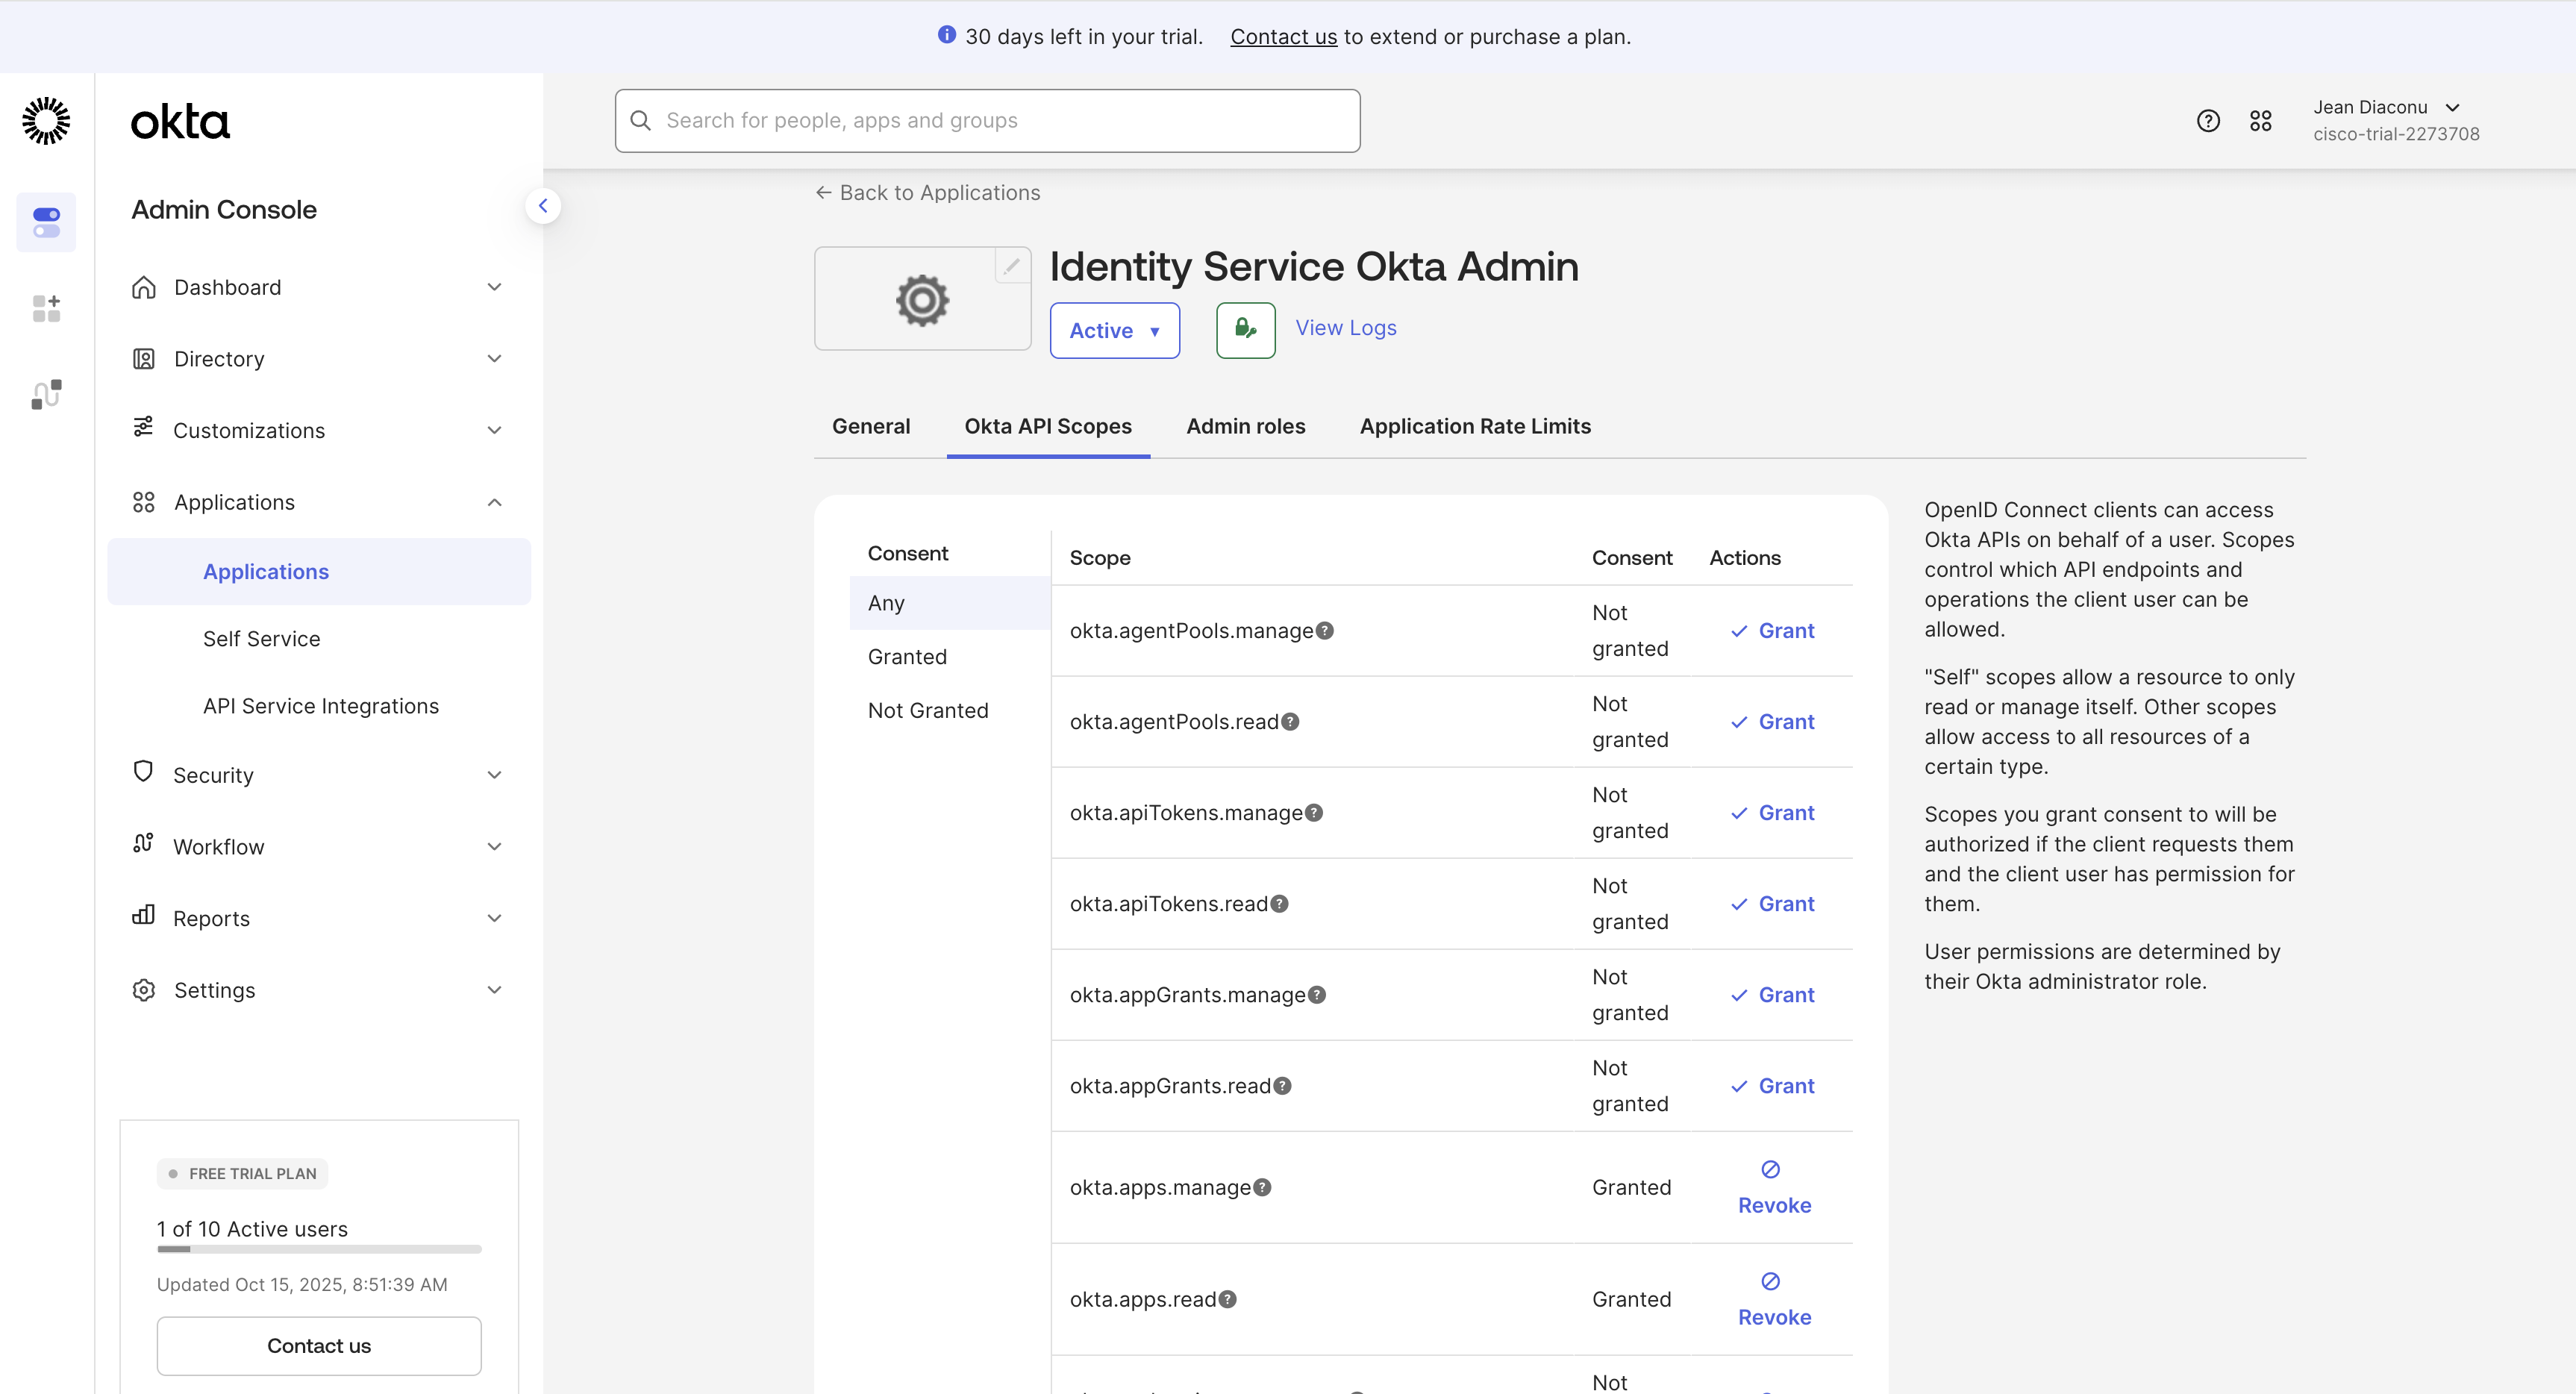 30 days left in your trial. Contact us to extend or purchase a plan.
okta
Search for people, apps and groups
Jean Diaconu
cisco-trial-2273708
Admin Console
Dashboard
Directory
Customizations
Applications
Applications
Self Service
API Service Integrations
Security
Workflow
Reports
Settings
FREE TRIAL PLAN
1 of 10 Active users
Updated Oct 15, 2025, 8:51:39 AM
Contact us
← Back to Applications
Identity Service Okta Admin
Active ▼
View Logs
General Okta API Scopes Admin roles Application Rate Limits
Consent
Any
Granted
Not Granted
Scope Consent Actions
okta.agentPools.manage Not granted Grant
okta.agentPools.read Not granted Grant
okta.apiTokens.manage Not granted Grant
okta.apiTokens.read Not granted Grant
okta.appGrants.manage Not granted Grant
okta.appGrants.read Not granted Grant
okta.apps.manage Granted Revoke
okta.apps.read Granted Revoke
Not
OpenID Connect clients can access
Okta APIs on behalf of a user. Scopes
control which API endpoints and
operations the client user can be
allowed.
"Self" scopes allow a resource to only
read or manage itself. Other scopes
allow access to all resources of a
certain type.
Scopes you grant consent to will be
authorized if the client requests them
and the client user has permission for
them.
User permissions are determined by
their Okta administrator role.